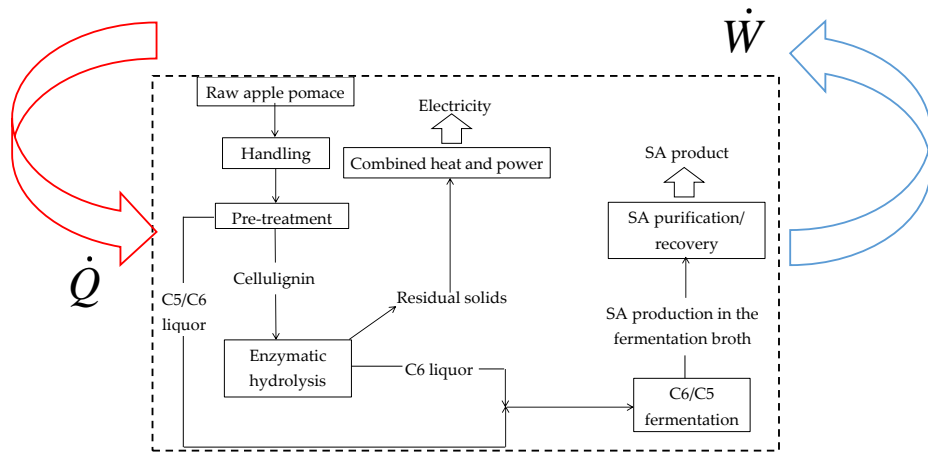 Ẇ
Raw apple pomace
Electricity
Handling
Combined heat and power
SA product
Pre-treatment
SA purification/
recovery
Q̇
Cellulignin
C5/C6
liquor
Residual solids
SA production in the
fermentation broth
Enzymatic
hydrolysis
C6 liquor
C6/C5
fermentation